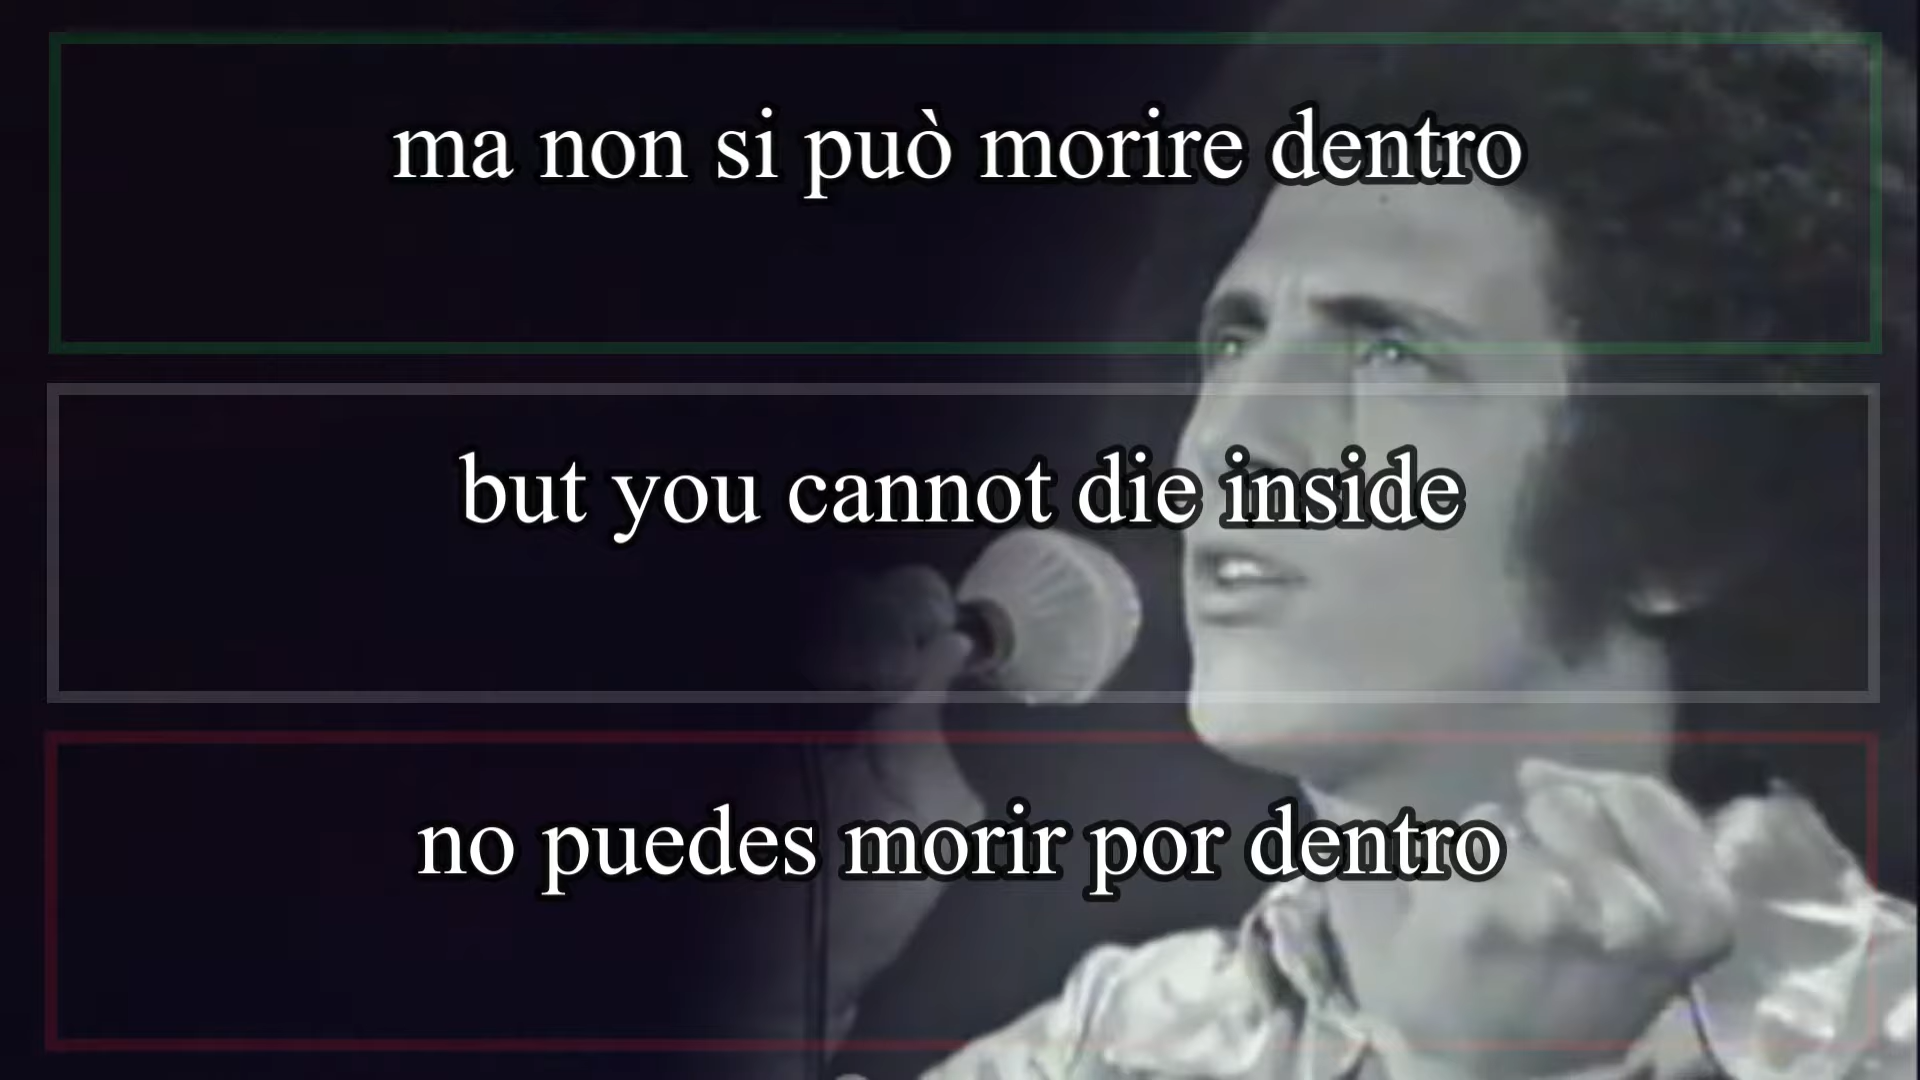 ma non si può morire dentro
but you cannot die inside
no puedes morir por dentro